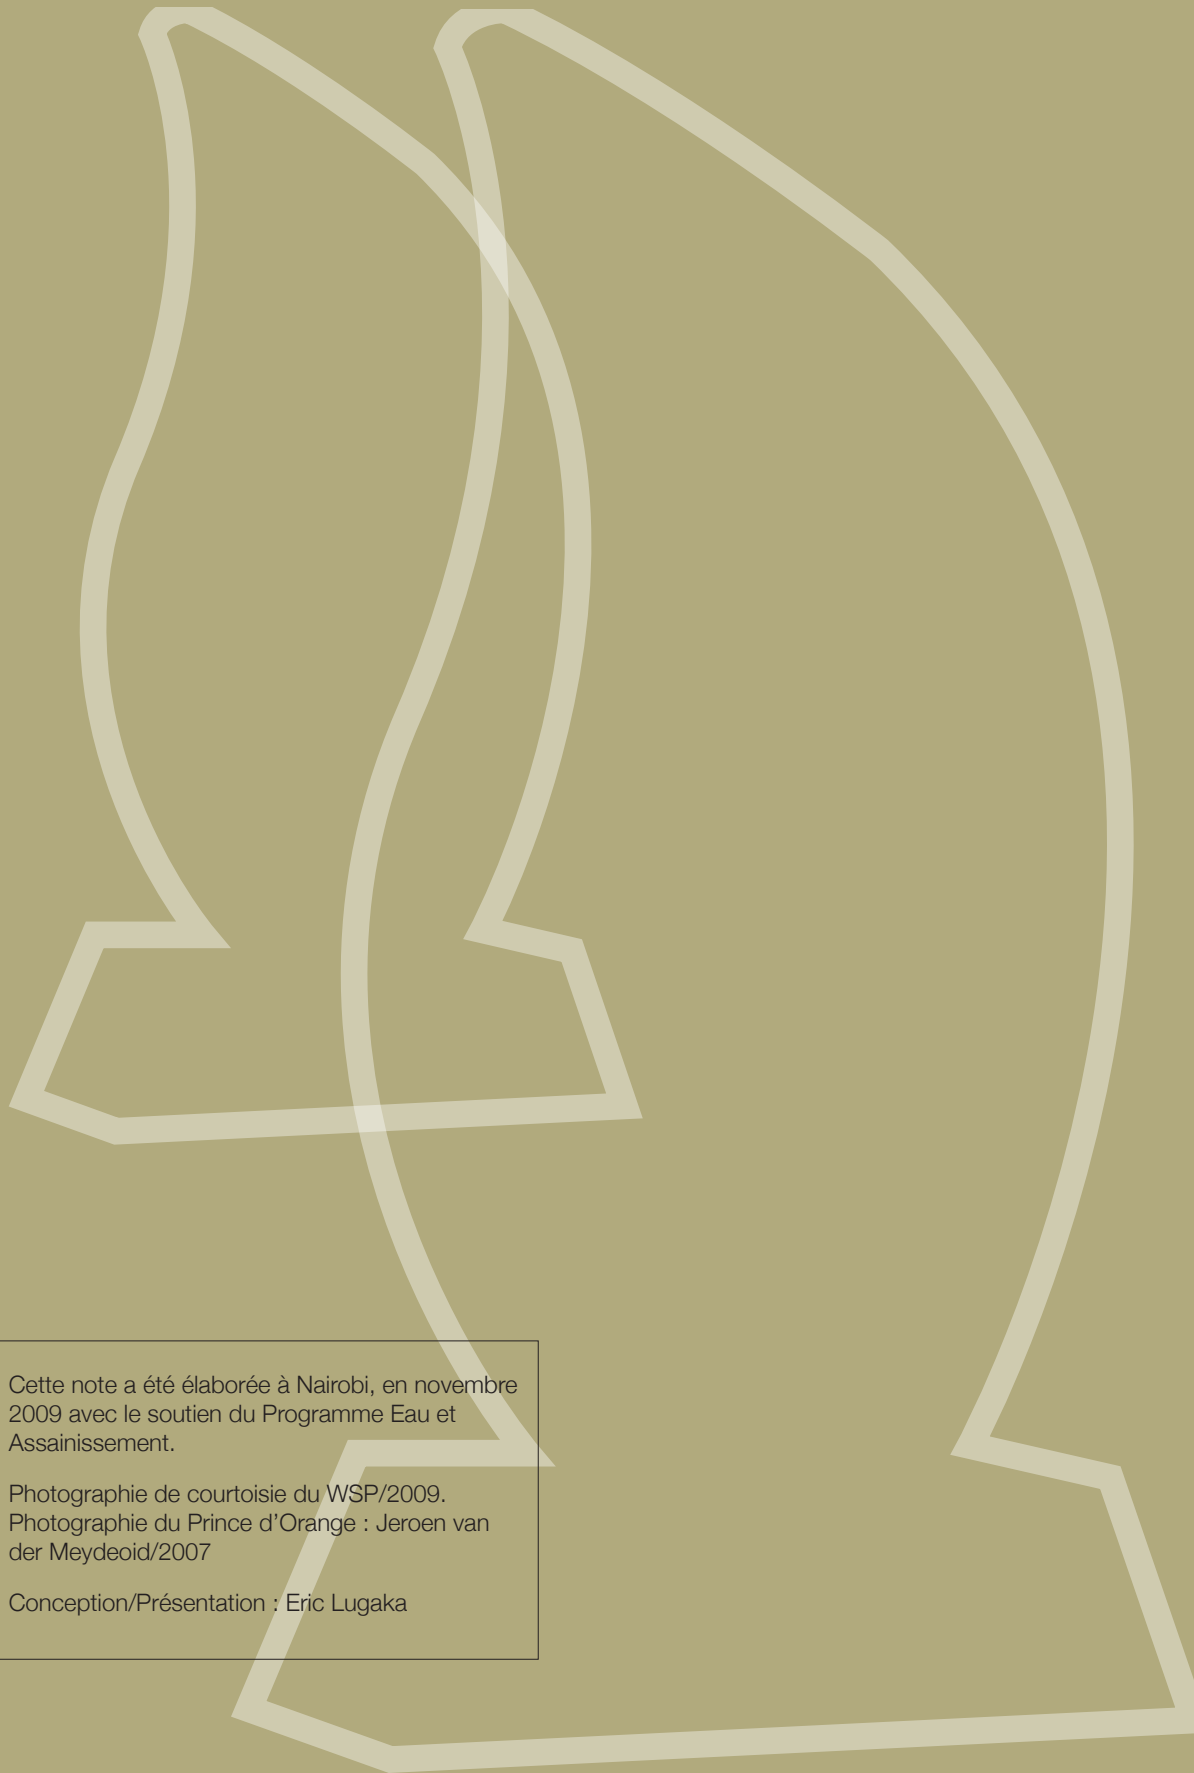 Cette note a été élaborée à Nairobi, en novembre
2009 avec le soutien du Programme Eau et
Assainissement.
Photographie de courtoisie du WSP/2009.
Photographie du Prince d’Orange : Jeroen van
der Meydeoid/2007
Conception/Présentation : Eric Lugaka